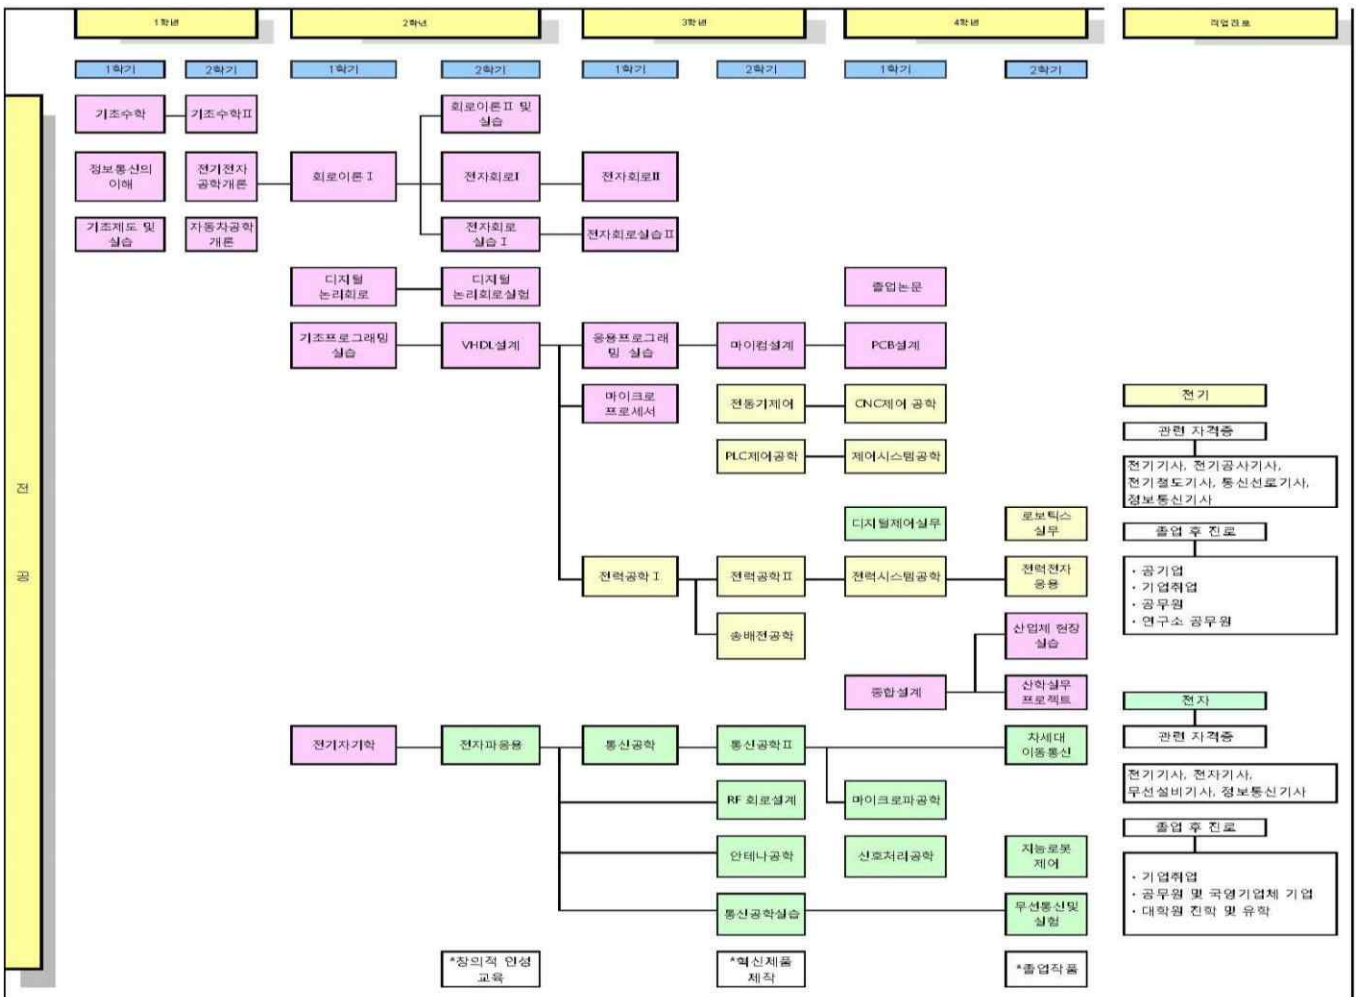 1학년
2학년
3학년
4학년
직업진로
1학기
2학기
1학기
2학기
1학기
2학기
1학기
2학기
전
공
기초수학
기초수학II
회로이론II 및
실습
정보통신의
이해
전기전자
공학개론
회로이론 I
전자회로I
전자회로II
기초제도 및
실습
자동차공학
개론
전자회로
실습 I
전자회로실습II
디지털
논리회로
디지털
논리회로실험
졸업논문
기초프로그래밍
실습
VHDL설계
응용프로그래
밍 실습
마이컴설계
PCB설계
마이크로
프로세서
전동기제어
CNC제어 공학
PLC제어공학
제어시스템공학
디지털제어실무
로보틱스
실무
전력공학 I
전력공학II
전력시스템공학
전력전자
응용
송배전공학
산업체 현장
실습
종합설계
산학실무
프로젝트
전기자기학
전자파응용
통신공학
통신공학II
차세대
이동통신
RF 회로설계
마이크로파공학
안테나공학
신호처리공학
지능로봇
제어
통신공학실습
무선통신및
실험
*창의적 인성
교육
*혁신제품
제작
*졸업작품
전기
관련 자격증
전기기사, 전기공사기사,
전기철도기사, 통신선로기사,
정보통신기사
졸업 후 진로
· 공기업
· 기업취업
· 공무원
· 연구소 공무원
전자
관련 자격증
전기기사, 전자기사,
무선설비기사, 정보통신기사
졸업 후 진로
· 기업취업
· 공무원 및 국영기업체 기업
· 대학원 진학 및 유학